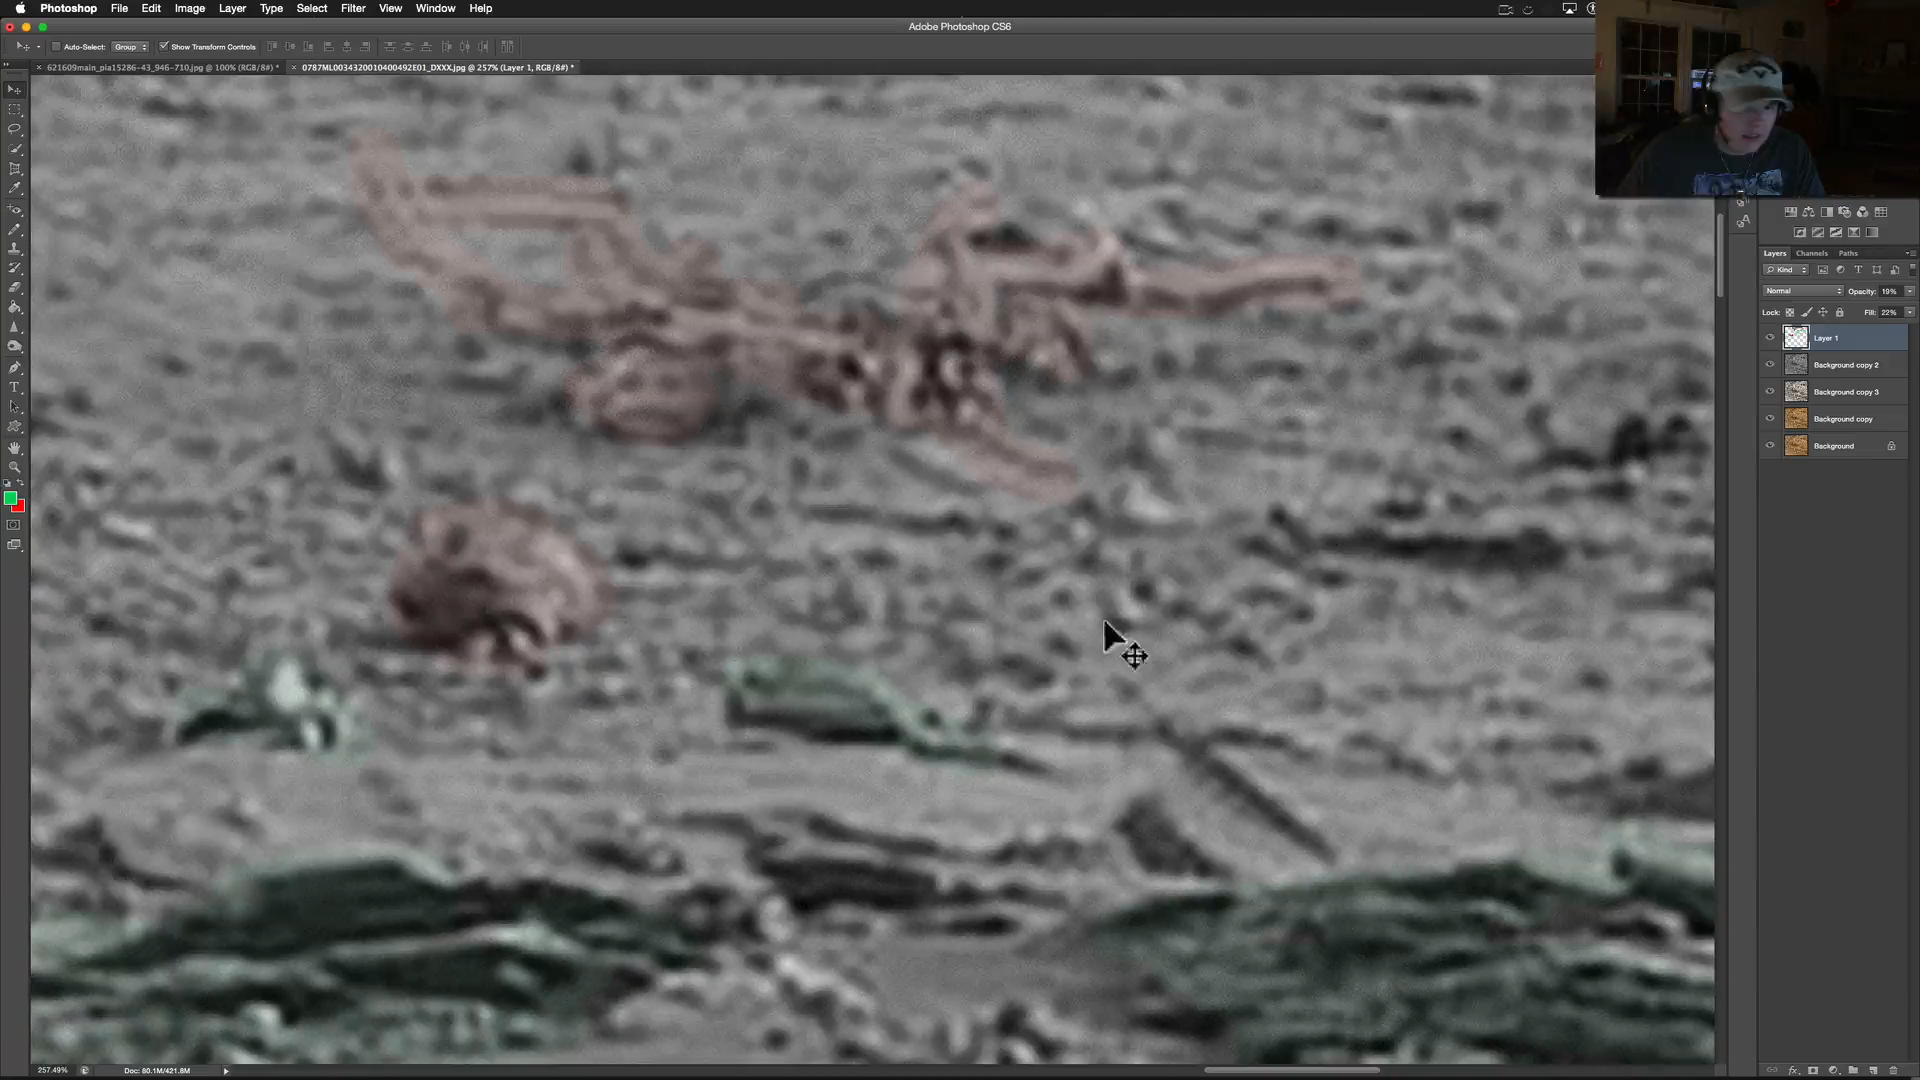 Photoshop File Edit Image Layer Type Select Filter View Window Help
Adobe Photoshop CS6
Auto-Select: Group Show Transform Controls
621609main_pia15286-43_946-710.jpg @ 100% (RGB/8#) * 0787ML0034320010400492E01_DXXX.jpg @ 257% (Layer 1, RGB/8#) *
Layers Channels Paths
Kind
Normal Opacity: 19%
Lock: Fill: 22%
Layer 1
Background copy 2
Background copy 3
Background copy
Background
257.49% Doc: 80.1M/421.8M